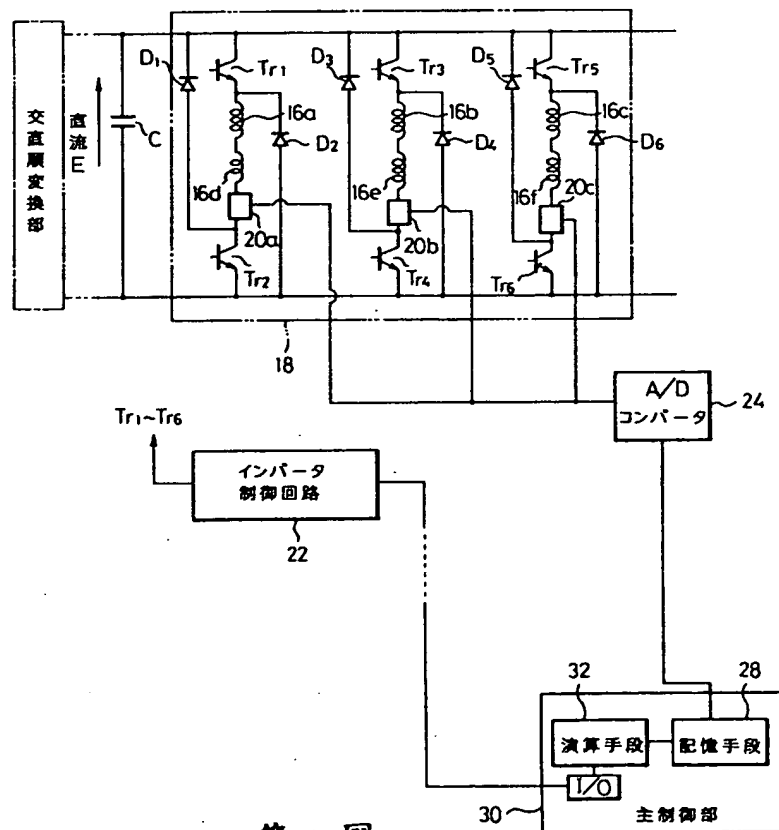 交直順変換部
直流E
C
D1
Tr1
16a
D2
16d
20a
Tr2
D3
Tr3
16b
D4
16e
20b
Tr4
D5
Tr5
16c
D6
16f
20c
Tr6
18
A/D
コンバータ
24
Tr1~Tr6
インバータ
制御回路
22
32
28
演算手段
記憶手段
I/O
30
主制御部